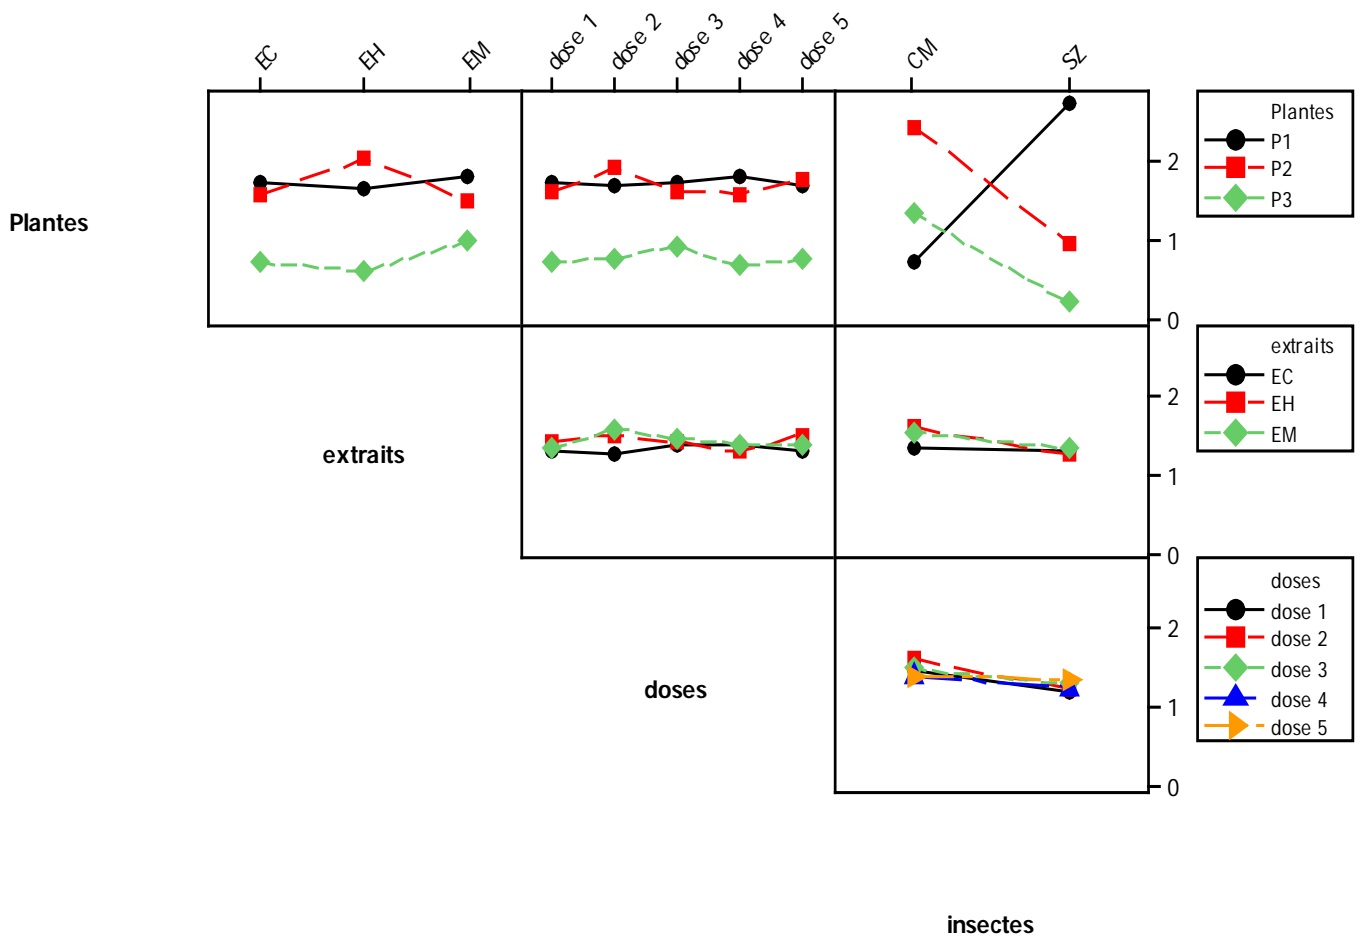 EC EH EM dose 1 dose 2 dose 3 dose 4 dose 5 CM SZ
Plantes
P1
P2
P3
2
1
0
Plantes
extraits
EC
EH
EM
2
1
0
extraits
doses
dose 1
dose 2
dose 3
dose 4
dose 5
2
1
0
doses
insectes